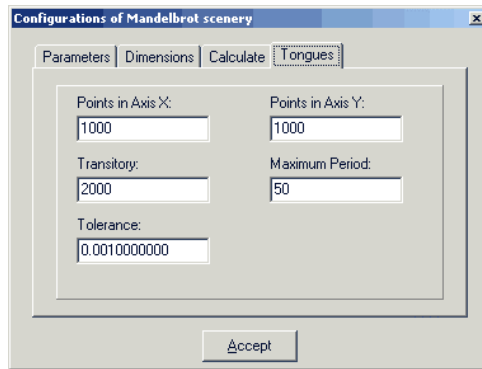 Configurations of Mandelbrot scenery
Parameters Dimensions Calculate Tongues
Points in Axis X: Points in Axis Y:
1000 1000
Transitory: Maximum Period:
2000 50
Tolerance:
0.0010000000
Accept